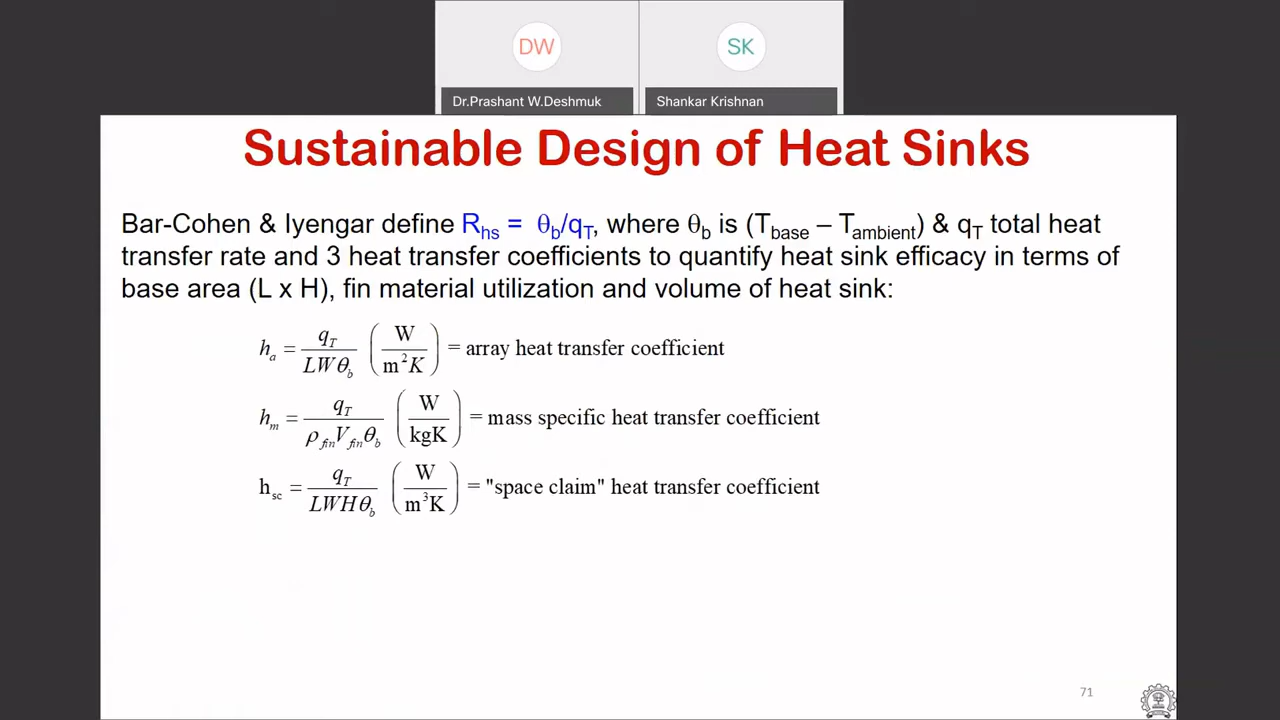 DW
SK
Dr.Prashant W.Deshmuk
Shankar Krishnan
Sustainable Design of Heat Sinks
Bar-Cohen & Iyengar define R_hs = θ_b/q_T, where θ_b is (T_base – T_ambient) & q_T total heat
transfer rate and 3 heat transfer coefficients to quantify heat sink efficacy in terms of
base area (L x H), fin material utilization and volume of heat sink:
h_a = q_T / (LWθ_b) (W / m²K) = array heat transfer coefficient
h_m = q_T / (ρ_fin V_fin θ_b) (W / kgK) = mass specific heat transfer coefficient
h_sc = q_T / (LWHθ_b) (W / m³K) = "space claim" heat transfer coefficient
71